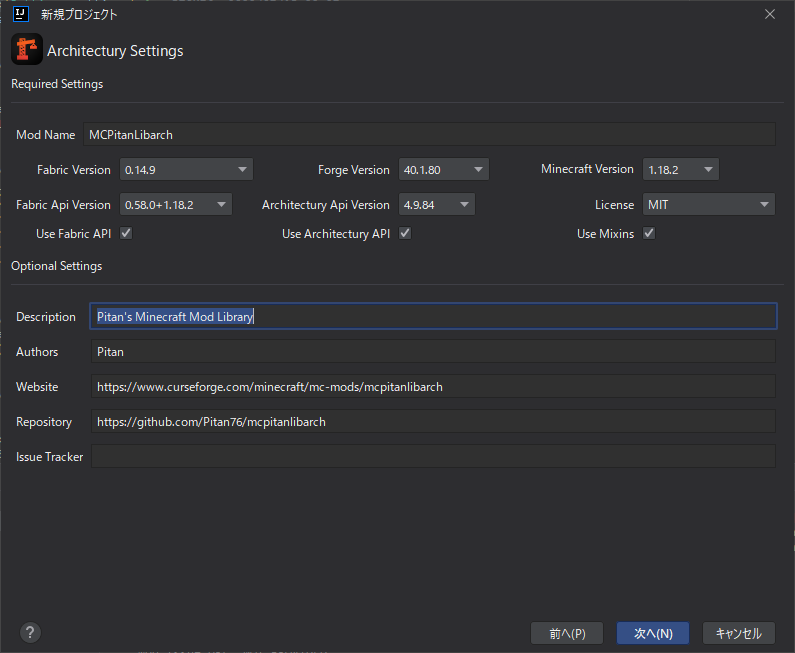 新規プロジェクト
Architectury Settings
Required Settings
Mod Name MCPitanLibarch
Fabric Version 0.14.9 Forge Version 40.1.80 Minecraft Version 1.18.2
Fabric Api Version 0.58.0+1.18.2 Architectury Api Version 4.9.84 License MIT
Use Fabric API Use Architectury API Use Mixins
Optional Settings
Description Pitan's Minecraft Mod Library
Authors Pitan
Website https://www.curseforge.com/minecraft/mc-mods/mcpitanlibarch
Repository https://github.com/Pitan76/mcpitanlibarch
Issue Tracker
? 前へ(P) 次へ(N) キャンセル